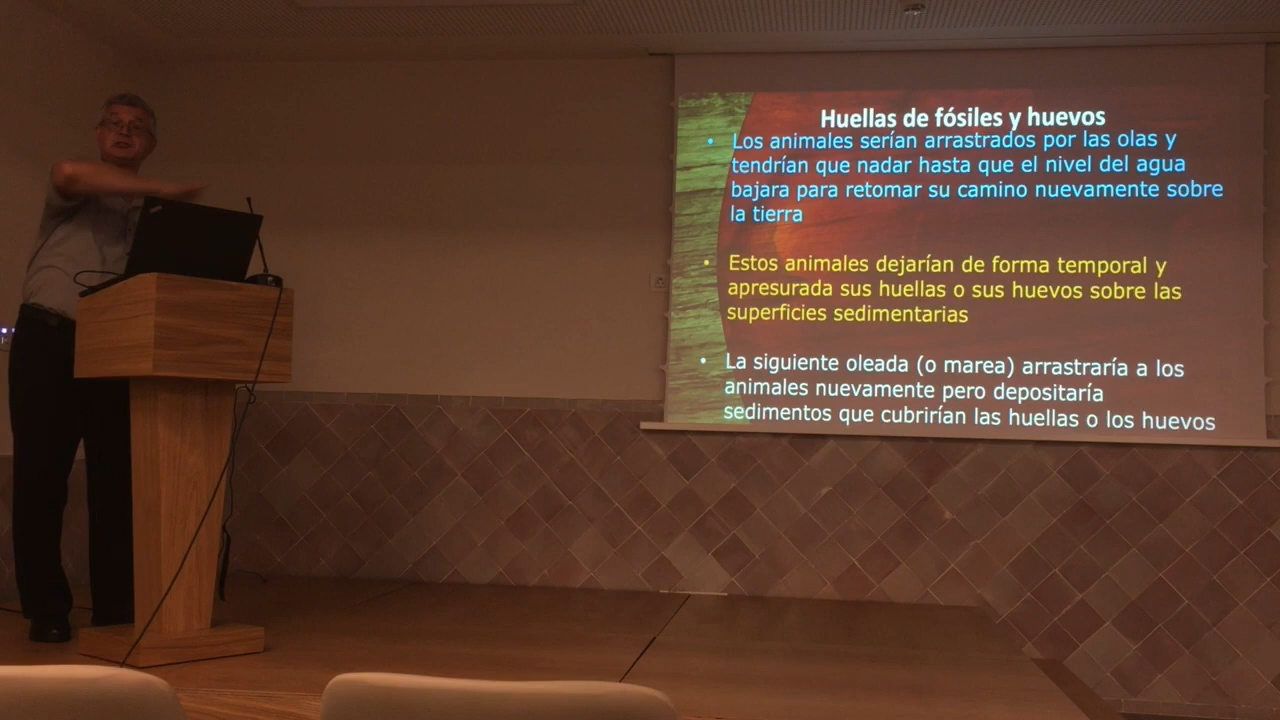 Huellas de fósiles y huevos
• Los animales serían arrastrados por las olas y
tendrían que nadar hasta que el nivel del agua
bajara para retomar su camino nuevamente sobre
la tierra
• Estos animales dejarían de forma temporal y
apresurada sus huellas o sus huevos sobre las
superficies sedimentarias
• La siguiente oleada (o marea) arrastraría a los
animales nuevamente pero depositaría
sedimentos que cubrirían las huellas o los huevos